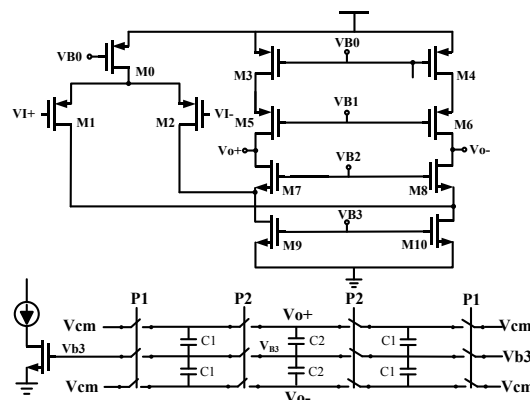 VB0
M0
M3
VB0
M4
VI+
M1
M2
VI-
M5
VB1
M6
Vo+
Vo-
VB2
M7
M8
VB3
M9
M10
P1
P2
Vo+
P2
P1
Vcm
C1
C2
C1
Vcm
Vb3
VB3
Vb3
C1
C2
C1
Vcm
Vo-
Vcm